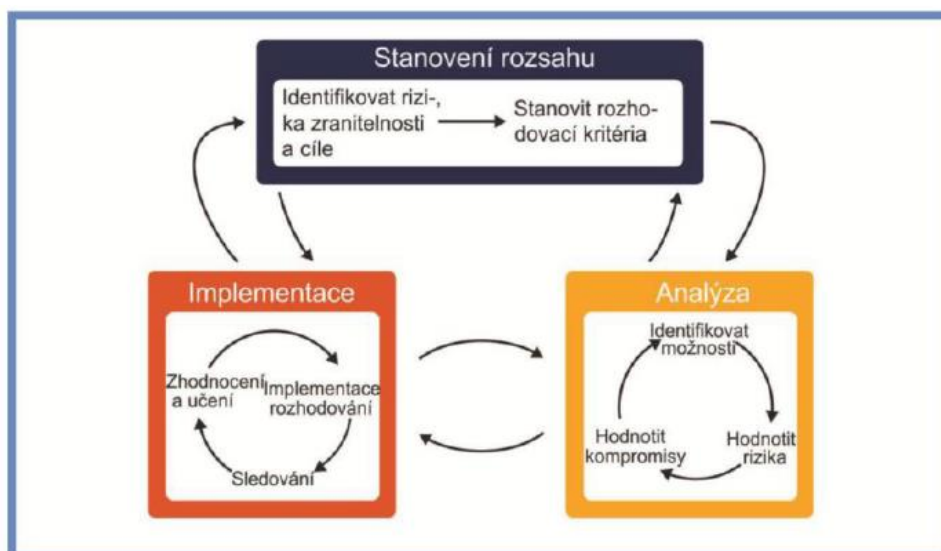 Stanovení rozsahu
Identifikovat rizi-,
ka zranitelnosti
a cíle
Stanovit rozho-
dovací kritéria
Implementace
Zhodnocení
a učení
Implementace
rozhodování
Sledování
Analýza
Identifikovat
možnosti
Hodnotit
rizika
Hodnotit
kompromisy